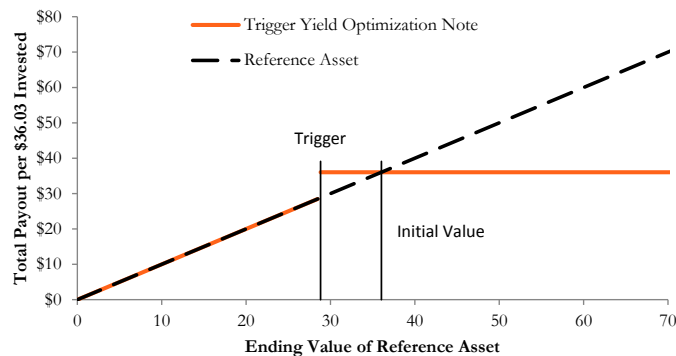 Total Payout per $36.03 Invested
$80
$70
$60
$50
$40
$30
$20
$10
$0
Trigger Yield Optimization Note
Reference Asset
Trigger
Initial Value
0
10
20
30
40
50
60
70
Ending Value of Reference Asset